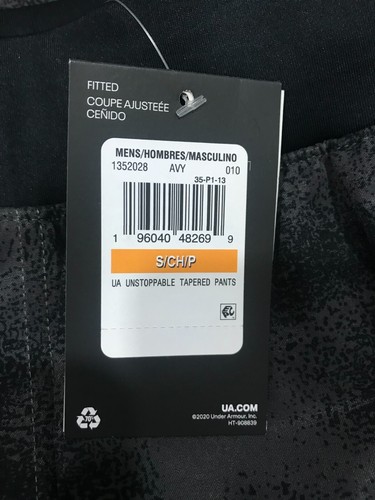 FITTED
COUPE AJUSTEÉE
CEÑIDO
MENS/HOMBRES/MASCULINO
1352028 AVY 010
35-P1-13
1 96040 48269 9
S/CH/P
UA UNSTOPPABLE TAPERED PANTS
70%
UA.COM
©2020 Under Armour, Inc.
HT-908639